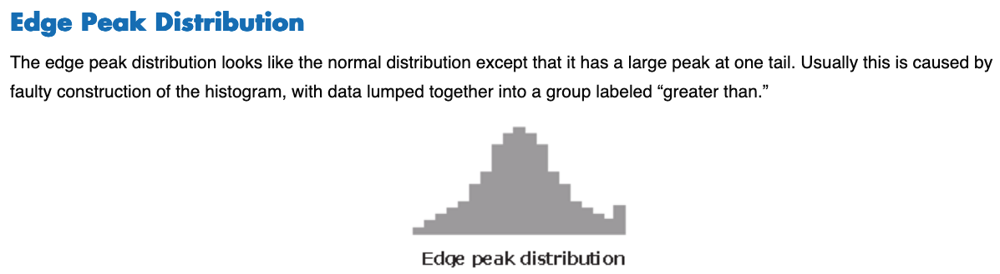 Edge Peak Distribution
The edge peak distribution looks like the normal distribution except that it has a large peak at one tail. Usually this is caused by
faulty construction of the histogram, with data lumped together into a group labeled “greater than.”
Edge peak distribution